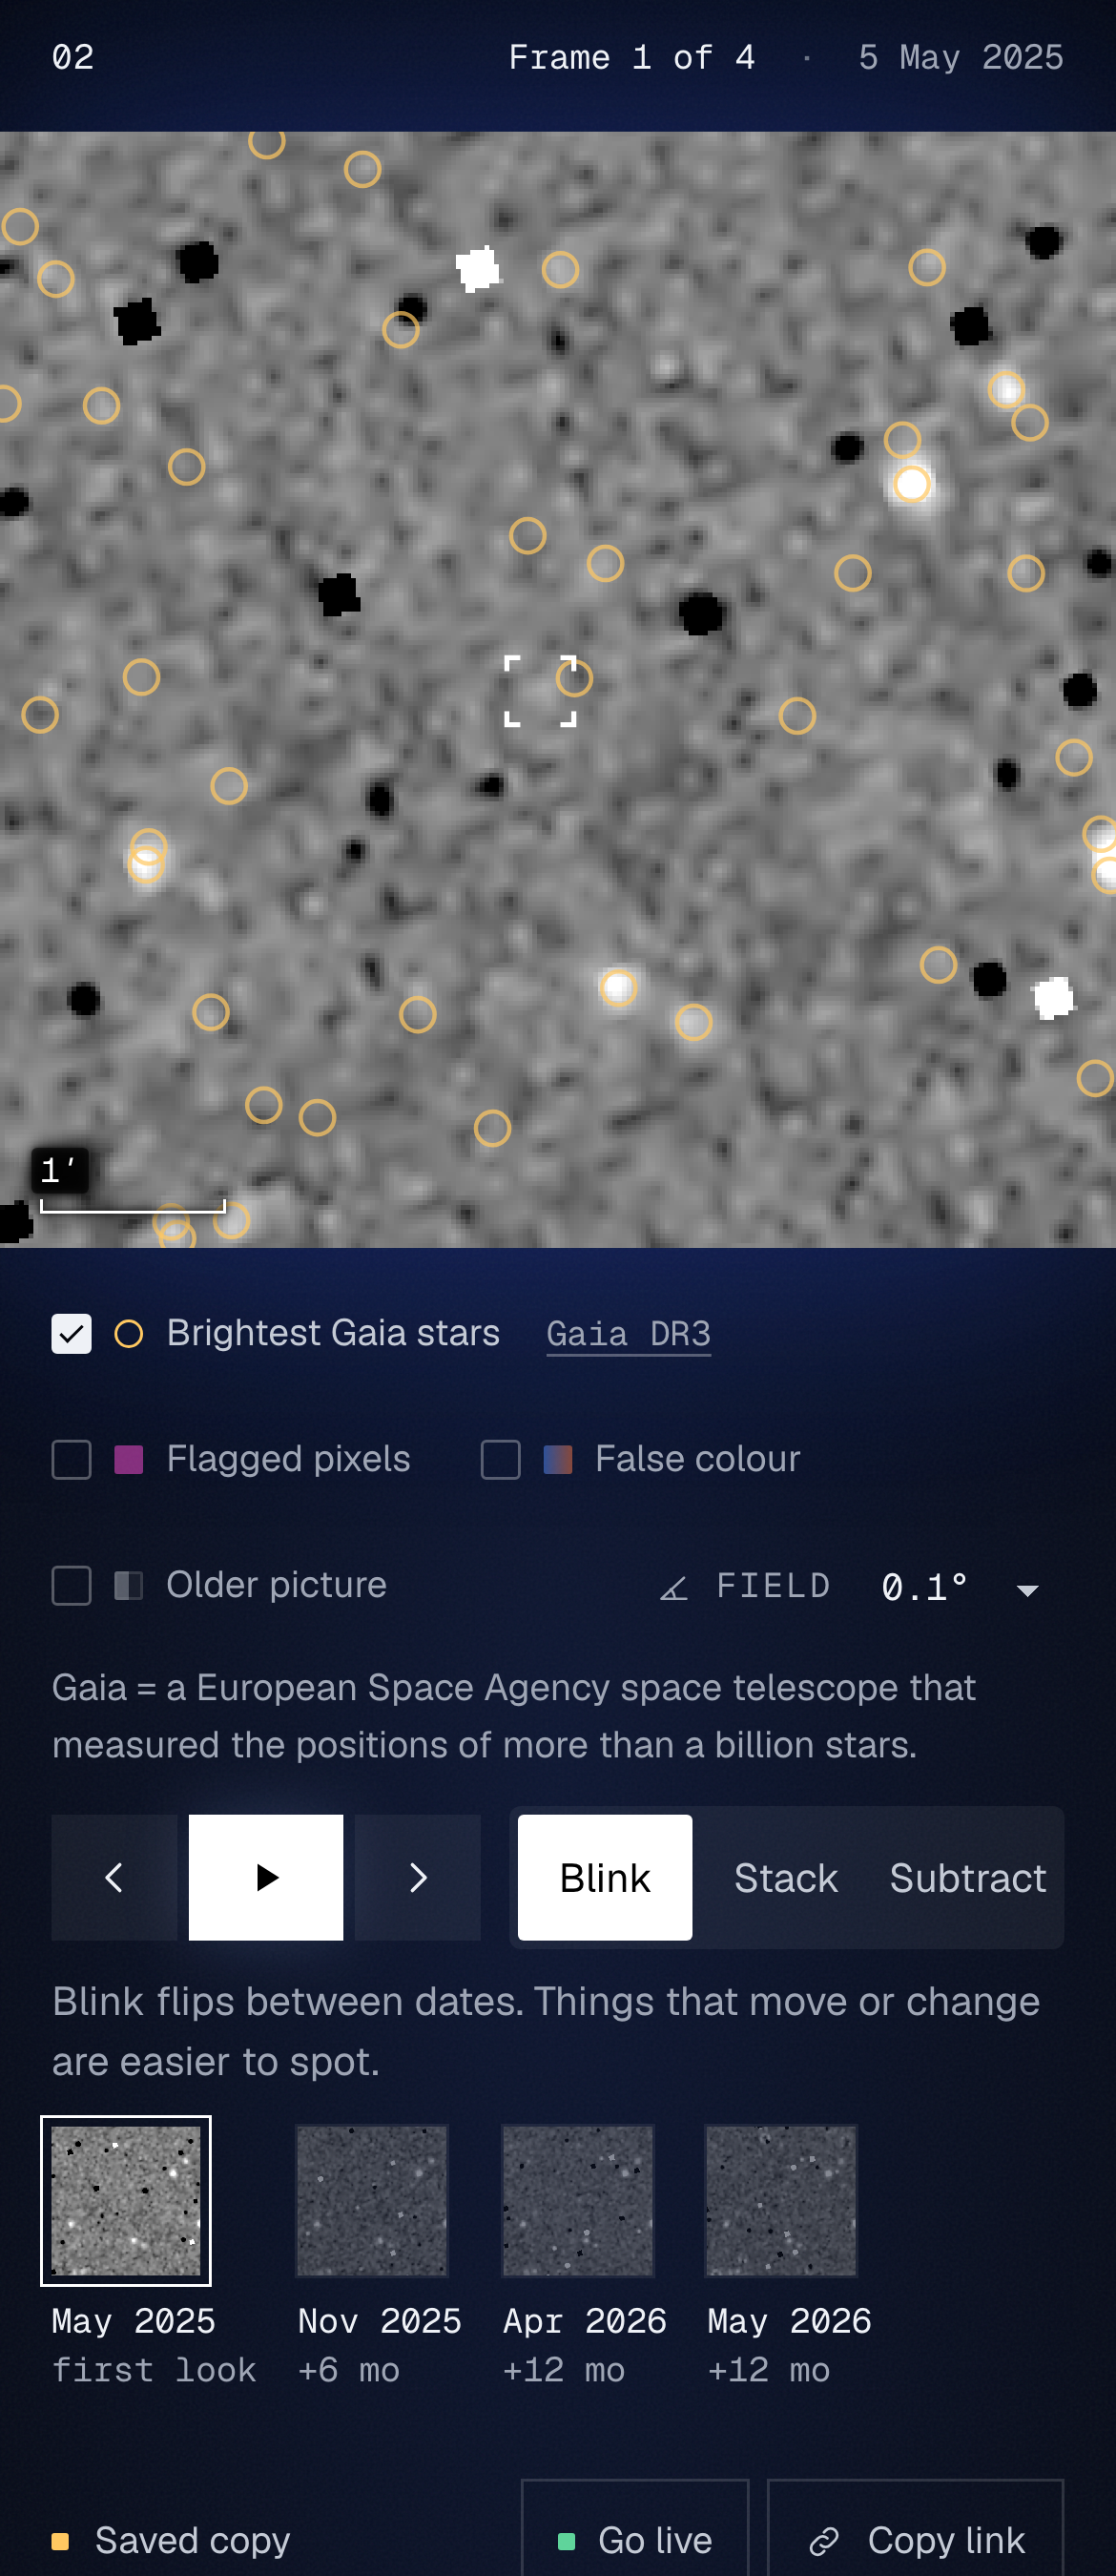 02 Frame 1 of 4 · 5 May 2025
1′
Brightest Gaia stars Gaia DR3
Flagged pixels False colour
Older picture FIELD 0.1°
Gaia = a European Space Agency space telescope that
measured the positions of more than a billion stars.
Blink Stack Subtract
Blink flips between dates. Things that move or change
are easier to spot.
May 2025 Nov 2025 Apr 2026 May 2026
first look +6 mo +12 mo +12 mo
Saved copy Go live Copy link